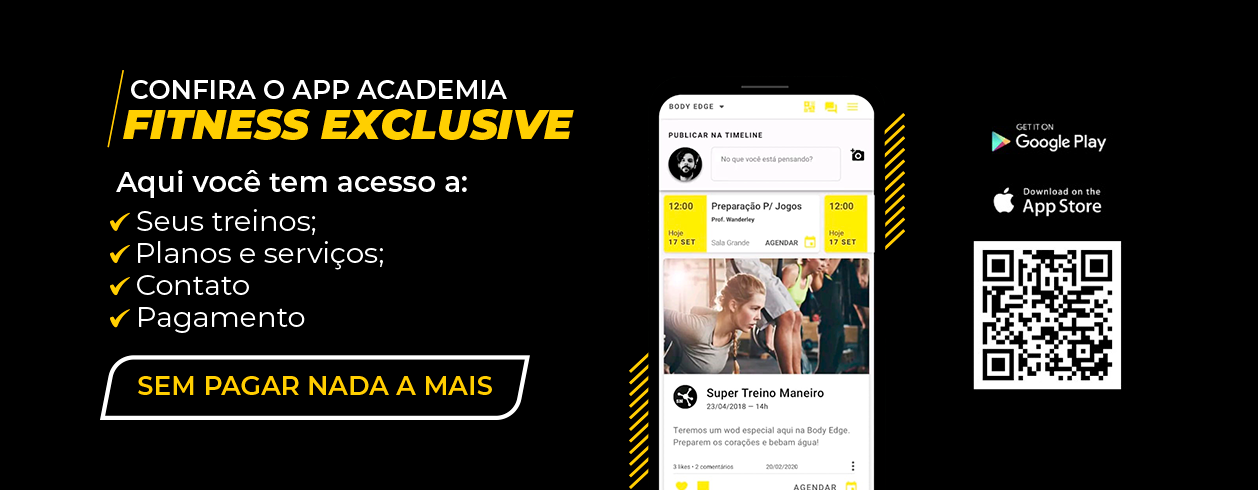 CONFIRA O APP ACADEMIA
FITNESS EXCLUSIVE
Aqui você tem acesso a:
Seus treinos;
Planos e serviços;
Contato
Pagamento
SEM PAGAR NADA A MAIS
BODY EDGE
PUBLICAR NA TIMELINE
No que você está pensando?
12:00
Hoje
17 SET
Preparação P/ Jogos
Prof. Wanderley
Sala Grande
AGENDAR
12:00
Hoje
17 SET
Super Treino Maneiro
23/04/2018 — 14h
Teremos um wod especial aqui na Body Edge.
Preparem os corações e bebam água!
3 likes • 2 comentários
20/02/2020
AGENDAR
GET IT ON
Google Play
Download on the
App Store